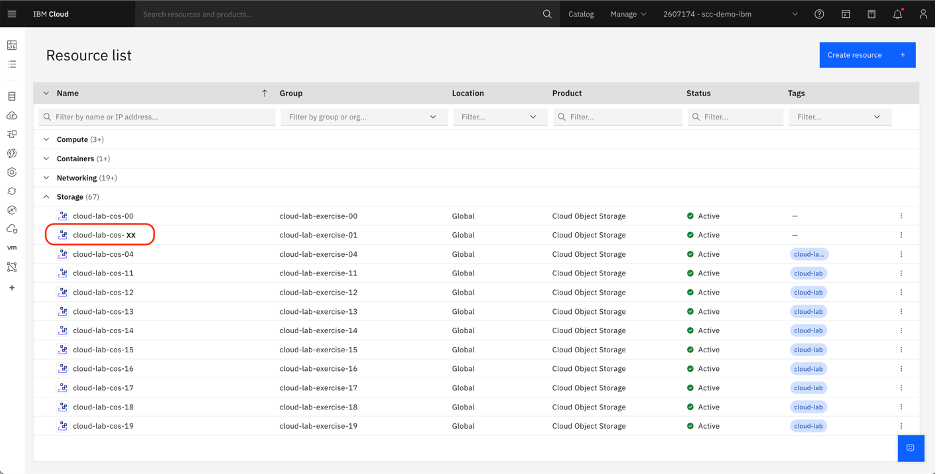 IBM Cloud
Search resources and products...
Catalog
Manage
2607174 - scc-demo-ibm
Resource list
Create resource +
Name Group Location Product Status Tags
Filter by name or IP address... Filter by group or org... Filter... Filter... Filter... Filter...
Compute (3+)
Containers (1+)
Networking (19+)
Storage (67)
cloud-lab-cos-00 cloud-lab-exercise-00 Global Cloud Object Storage Active –
cloud-lab-cos- XX cloud-lab-exercise-01 Global Cloud Object Storage Active –
cloud-lab-cos-04 cloud-lab-exercise-04 Global Cloud Object Storage Active cloud-la...
cloud-lab-cos-11 cloud-lab-exercise-11 Global Cloud Object Storage Active cloud-lab
cloud-lab-cos-12 cloud-lab-exercise-12 Global Cloud Object Storage Active cloud-lab
cloud-lab-cos-13 cloud-lab-exercise-13 Global Cloud Object Storage Active cloud-lab
cloud-lab-cos-14 cloud-lab-exercise-14 Global Cloud Object Storage Active cloud-lab
cloud-lab-cos-15 cloud-lab-exercise-15 Global Cloud Object Storage Active cloud-lab
cloud-lab-cos-16 cloud-lab-exercise-16 Global Cloud Object Storage Active cloud-lab
cloud-lab-cos-17 cloud-lab-exercise-17 Global Cloud Object Storage Active cloud-lab
cloud-lab-cos-18 cloud-lab-exercise-18 Global Cloud Object Storage Active cloud-lab
cloud-lab-cos-19 cloud-lab-exercise-19 Global Cloud Object Storage Active cloud-lab
vm